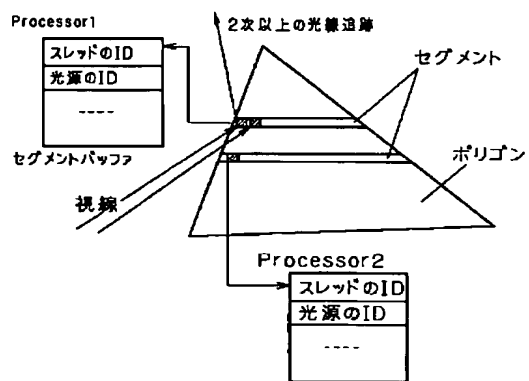 Processor1
2次以上の光線追跡
スレッドのID
光源のID
----
セグメントバッファ
セグメント
ポリゴン
視線
Processor2
スレッドのID
光源のID
----